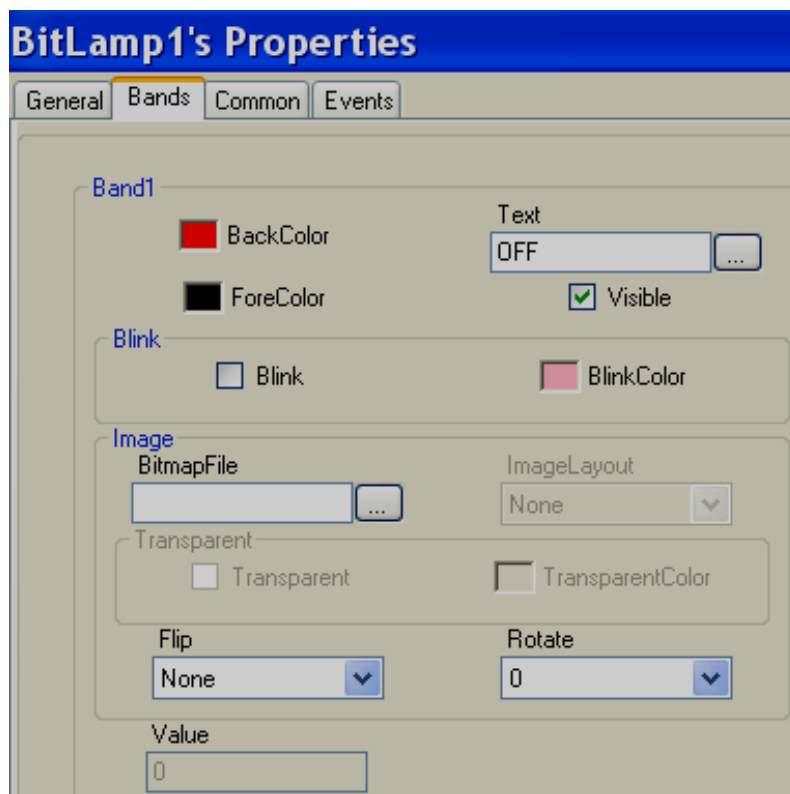 BitLamp1's Properties
General Bands Common Events
Band1
BackColor
Text
OFF ...
ForeColor
Visible
Blink
Blink
BlinkColor
Image
BitmapFile
...
ImageLayout
None
Transparent
Transparent
TransparentColor
Flip
None
Rotate
0
Value
0